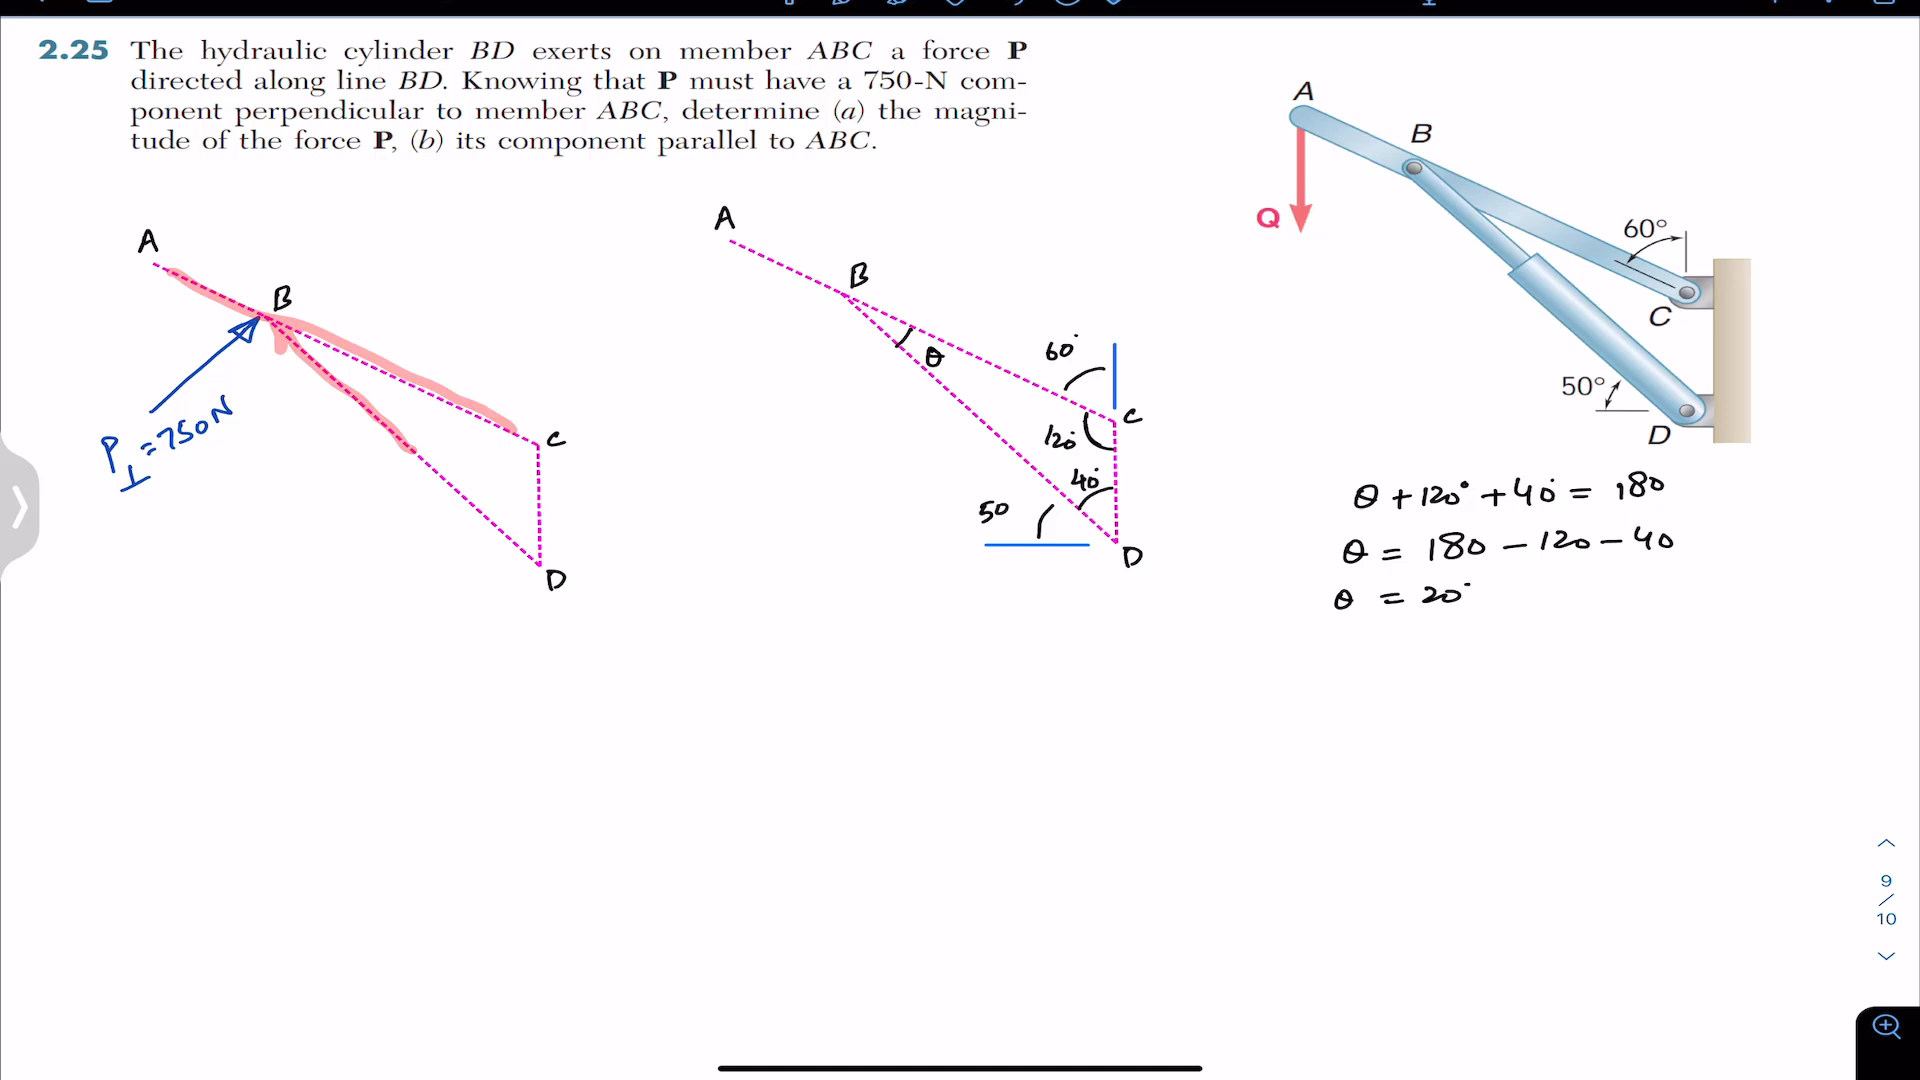 2.25 The hydraulic cylinder BD exerts on member ABC a force P
directed along line BD. Knowing that P must have a 750-N com-
ponent perpendicular to member ABC, determine (a) the magni-
tude of the force P, (b) its component parallel to ABC.
A
B
Q
60°
C
50°
D
A
B
C
D
P⊥ = 750N
A
B
θ
60°
C
120°
40°
50
D
θ + 120° + 40° = 180
θ = 180 - 120 - 40
θ = 20°
9
/
10